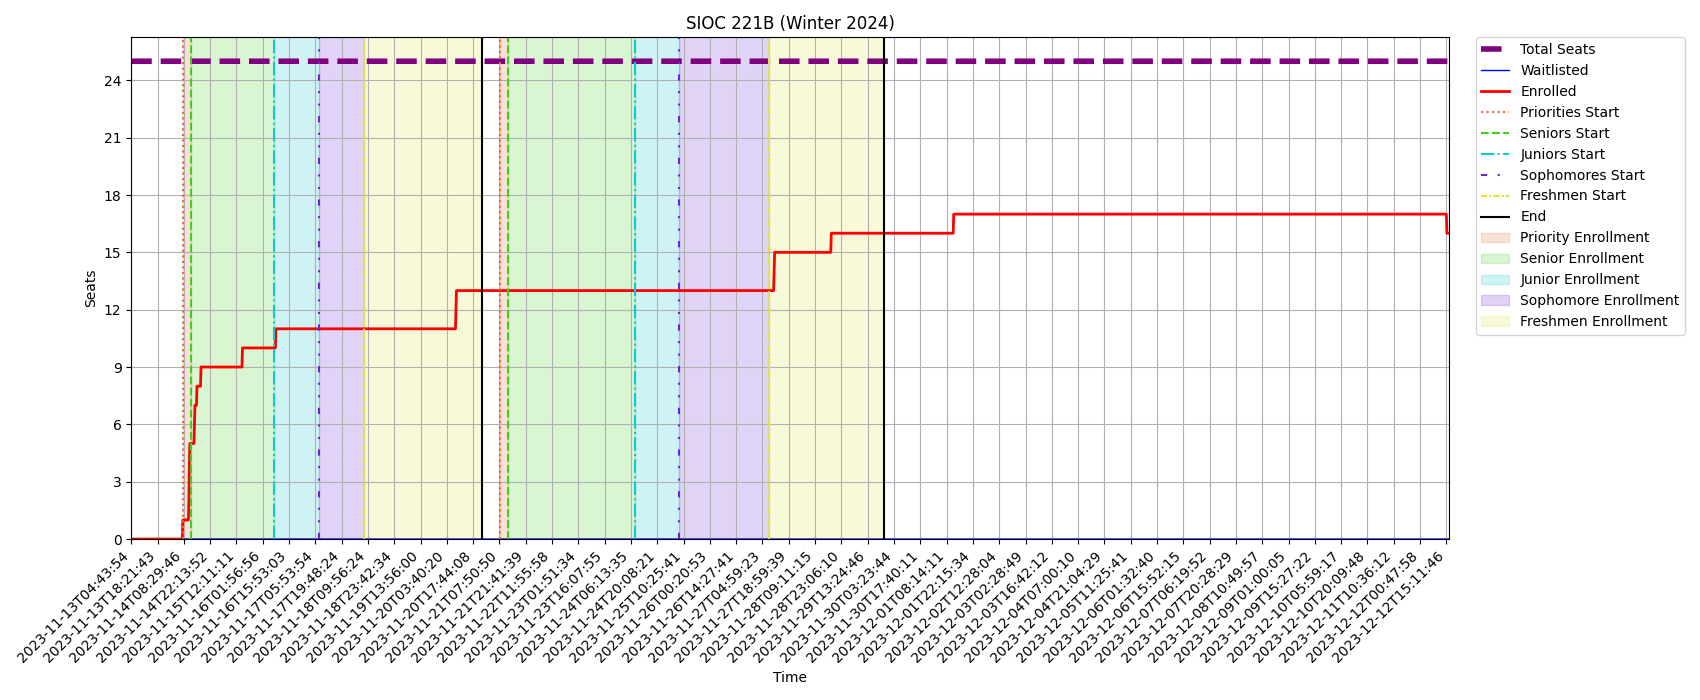 SIOC 221B (Winter 2024)
Seats
24
21
18
15
12
9
6
3
0
2023-11-13T04:43:54
2023-11-13T18:21:43
2023-11-14T08:29:46
2023-11-14T22:13:52
2023-11-15T12:11:11
2023-11-16T01:56:56
2023-11-16T15:53:03
2023-11-17T05:53:54
2023-11-17T19:48:24
2023-11-18T09:56:24
2023-11-18T23:42:34
2023-11-19T13:56:00
2023-11-20T03:40:20
2023-11-20T17:44:08
2023-11-21T07:50:50
2023-11-21T21:41:39
2023-11-22T11:55:58
2023-11-23T01:51:34
2023-11-23T16:07:55
2023-11-24T06:13:35
2023-11-24T20:08:21
2023-11-25T10:25:41
2023-11-26T00:20:53
2023-11-26T14:27:41
2023-11-27T04:59:23
2023-11-27T18:59:39
2023-11-28T09:11:15
2023-11-28T23:06:10
2023-11-29T13:24:46
2023-11-30T03:23:44
2023-11-30T17:40:11
2023-12-01T08:14:11
2023-12-01T22:15:34
2023-12-02T12:28:04
2023-12-03T02:28:49
2023-12-03T16:42:12
2023-12-04T07:00:10
2023-12-04T21:04:29
2023-12-05T11:25:41
2023-12-06T01:32:40
2023-12-06T15:52:15
2023-12-07T06:19:52
2023-12-07T20:28:29
2023-12-08T10:49:57
2023-12-09T01:00:05
2023-12-09T15:27:22
2023-12-10T05:59:17
2023-12-10T20:09:48
2023-12-11T10:36:12
2023-12-12T00:47:58
2023-12-12T15:11:46
Time
Total Seats
Waitlisted
Enrolled
Priorities Start
Seniors Start
Juniors Start
Sophomores Start
Freshmen Start
End
Priority Enrollment
Senior Enrollment
Junior Enrollment
Sophomore Enrollment
Freshmen Enrollment